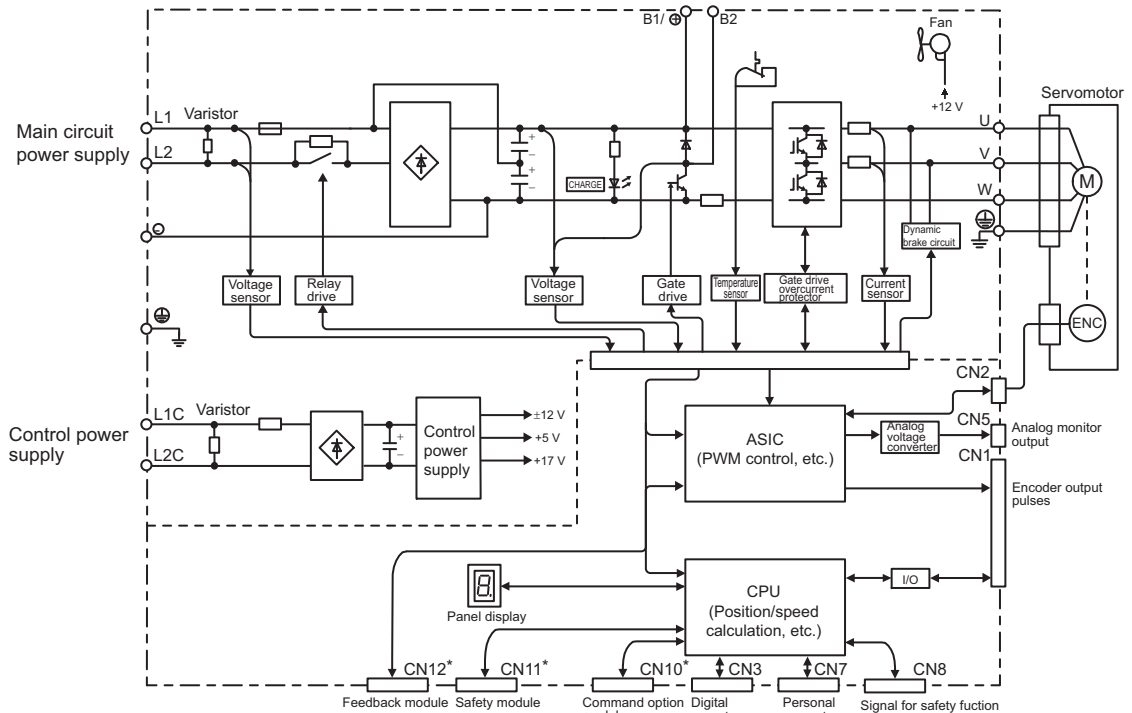 B1/ ⊕ B2
Fan
+12 V
Servomotor
Main circuit
power supply
L1
Varistor
L2
+
−
+
−
CHARGE
U
V
W
M
⊖
Dynamic
brake circuit
Voltage
sensor
Relay
drive
Voltage
sensor
Gate
drive
Temperature
sensor
Gate drive
overcurrent
protector
Current
sensor
ENC
Control power
supply
L1C
Varistor
L2C
+
−
Control
power
supply
±12 V
+5 V
+17 V
ASIC
(PWM control, etc.)
Analog
voltage
converter
CN2
CN5
Analog monitor
output
CN1
Encoder output
pulses
8.
Panel display
CPU
(Position/speed
calculation, etc.)
I/O
CN12*
Feedback module
CN11*
Safety module
CN10*
Command option
CN3
Digital
CN7
Personal
CN8
Signal for safety fuction